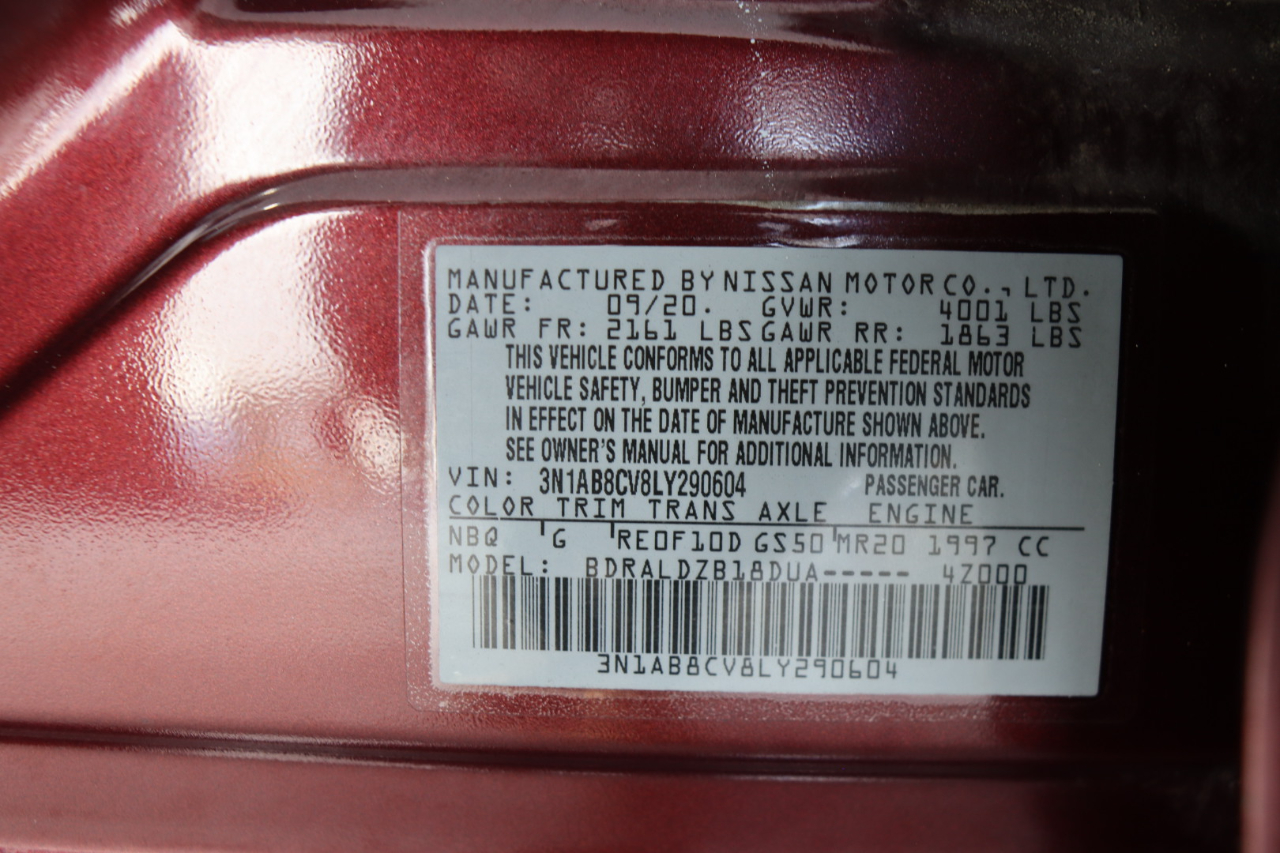 MANUFACTURED BY NISSAN MOTOR CO., LTD.
DATE: 09/20. GVWR: 4001 LBS
GAWR FR: 2161 LBS GAWR RR: 1863 LBS
THIS VEHICLE CONFORMS TO ALL APPLICABLE FEDERAL MOTOR
VEHICLE SAFETY, BUMPER AND THEFT PREVENTION STANDARDS
IN EFFECT ON THE DATE OF MANUFACTURE SHOWN ABOVE.
SEE OWNER'S MANUAL FOR ADDITIONAL INFORMATION.
VIN: 3N1AB8CV8LY290604 PASSENGER CAR.
COLOR TRIM TRANS AXLE ENGINE
NBQ G RE0F10D GS50 MR20 1997 CC
MODEL: BDRALDZB18DUA----- 4Z000
3N1AB8CV8LY290604